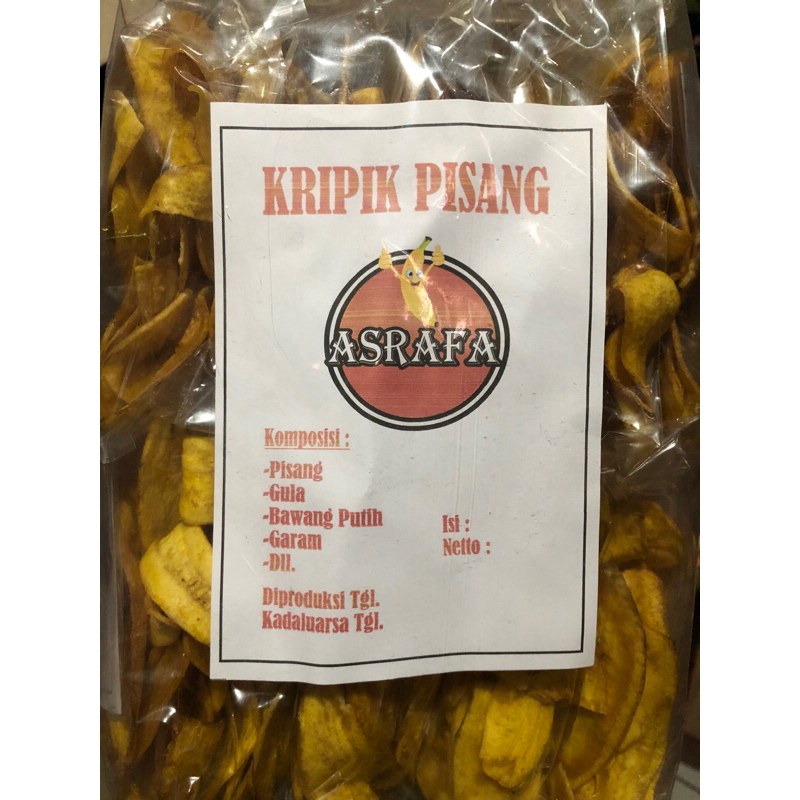 KRIPIK PISANG
ASRAFA
Komposisi :
-Pisang
-Gula
-Bawang Putih
-Garam
-Dll.
Isi :
Netto :
Diproduksi Tgl.
Kadaluarsa Tgl.